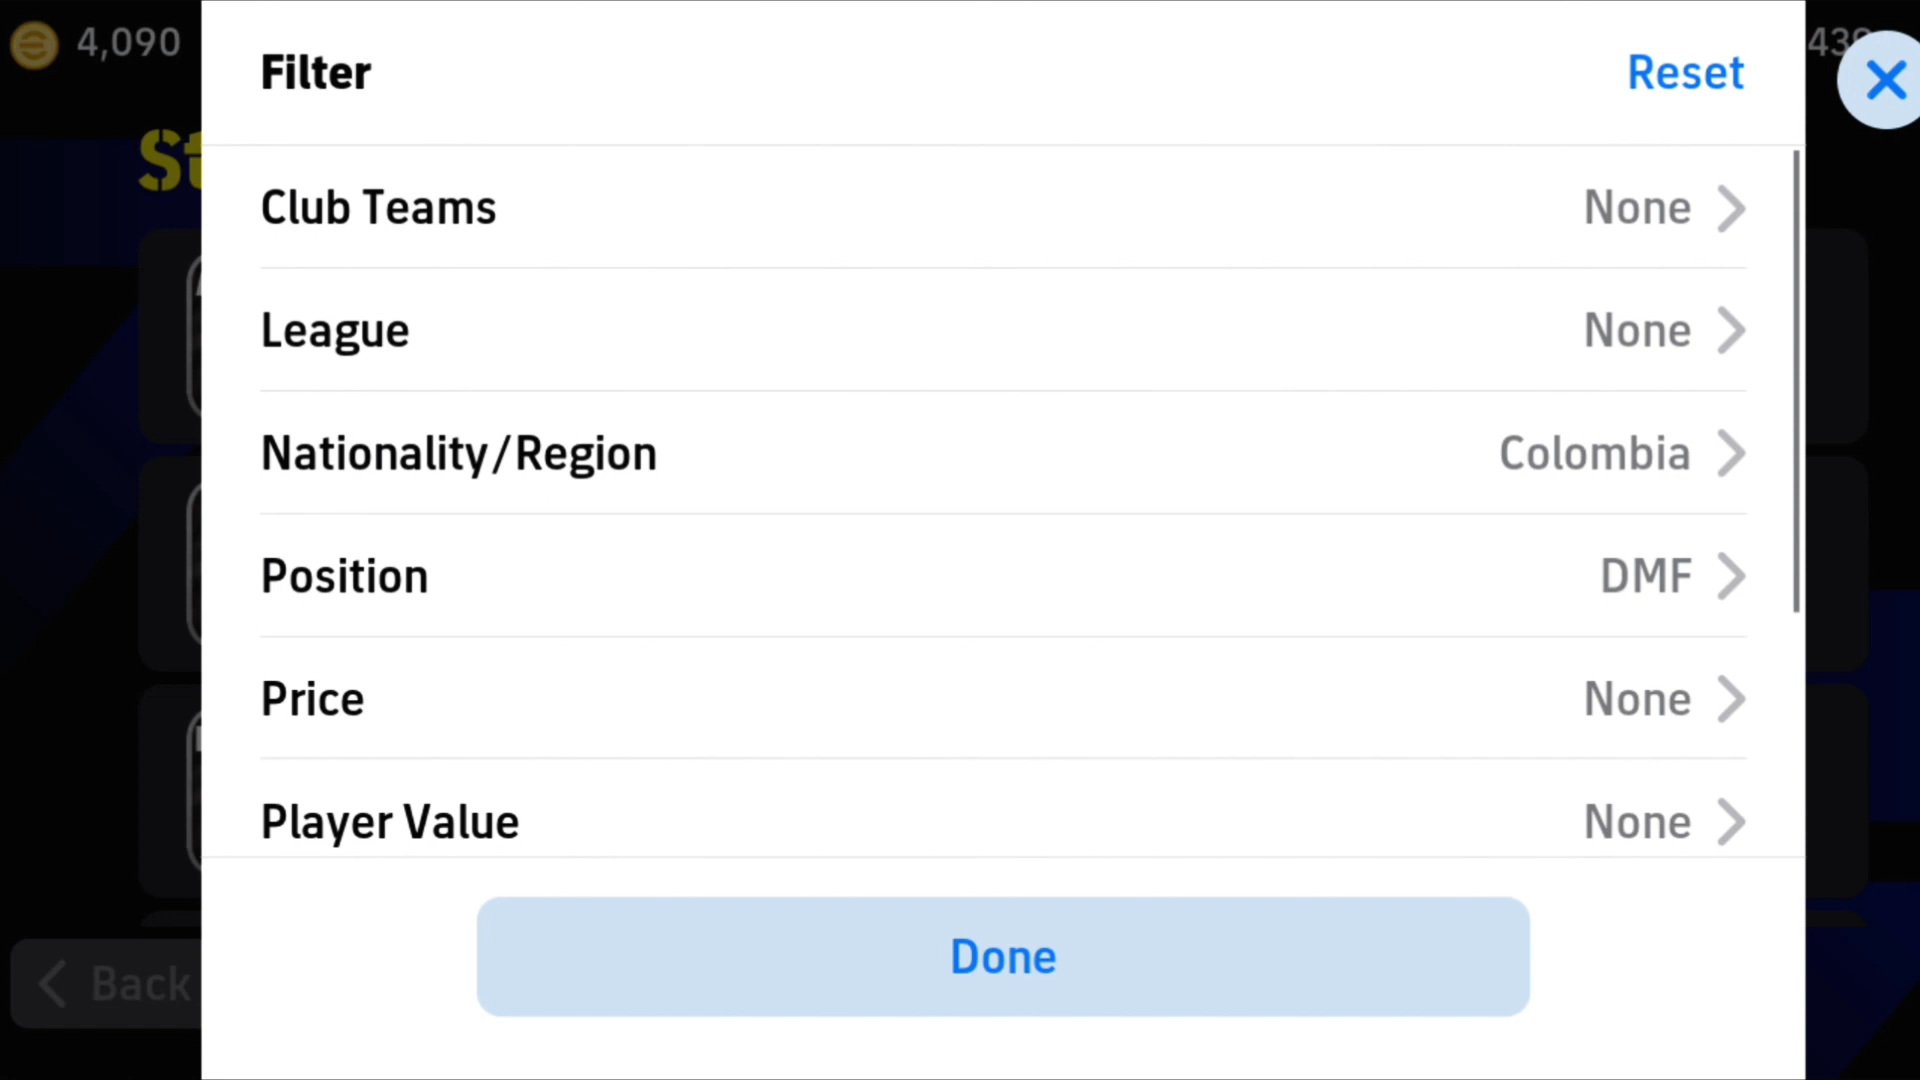 4,090
Filter
Reset
Club Teams None
League None
Nationality/Region Colombia
Position DMF
Price None
Player Value None
Done
Back